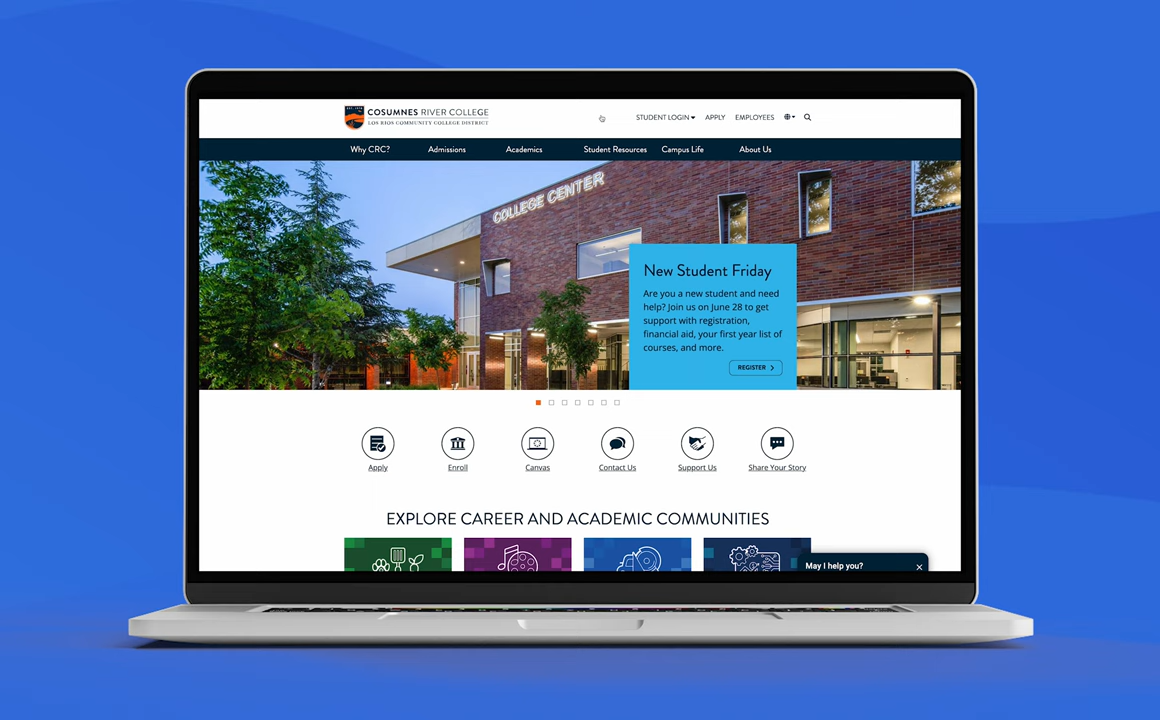 COSUMNES RIVER COLLEGE
LOS RIOS COMMUNITY COLLEGE DISTRICT
STUDENT LOGIN
APPLY
EMPLOYEES
Why CRC?
Admissions
Academics
Student Resources
Campus Life
About Us
COLLEGE CENTER
New Student Friday
Are you a new student and need
help? Join us on June 28 to get
support with registration,
financial aid, your first year list of
courses, and more.
REGISTER
Apply
Enroll
Canvas
Contact Us
Support Us
Share Your Story
EXPLORE CAREER AND ACADEMIC COMMUNITIES
May I help you?